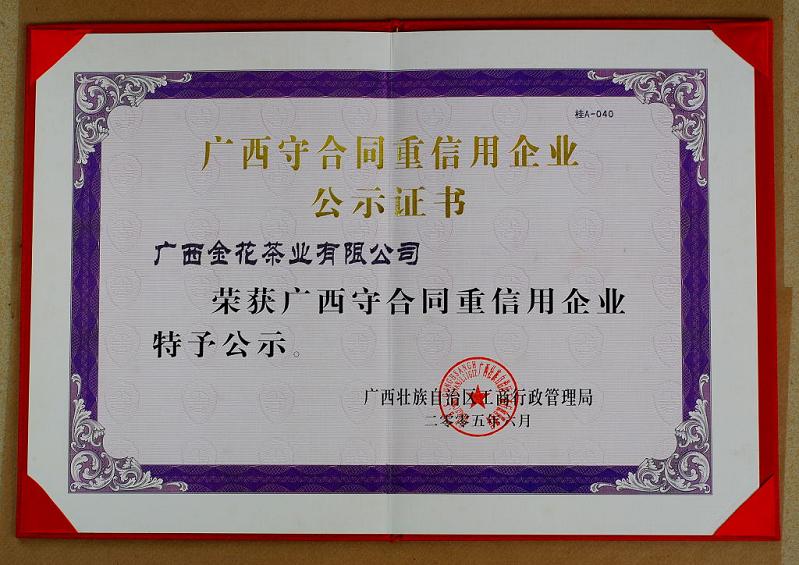 桂A-040
广西守合同重信用企业
公示证书
广西金花茶业有限公司
荣获广西守合同重信用企业
特予公示。
广西壮族自治区工商行政管理局
二零零五年六月